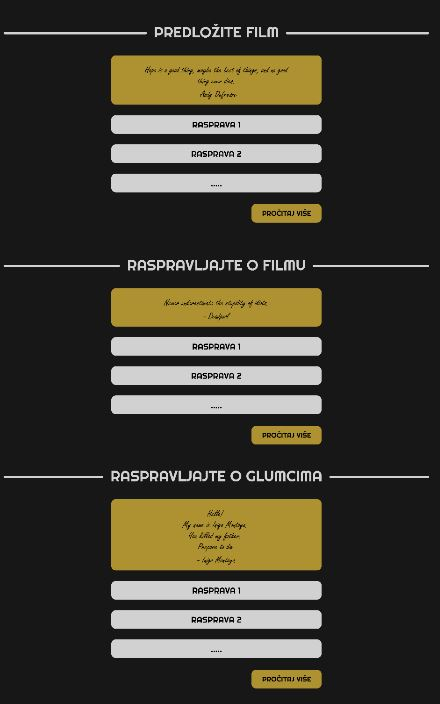 PREDLOŽITE FILM
Hope is a good thing, maybe the best of things, and no good
thing ever dies.
- Andy Dufresne
RASPRAVA 1
RASPRAVA 2
.....
PROČITAJ VIŠE
RASPRAVLJAJTE O FILMU
Never underestimate the stupidity of idiots.
- Deadpool
RASPRAVA 1
RASPRAVA 2
.....
PROČITAJ VIŠE
RASPRAVLJAJTE O GLUMCIMA
Hello!
My name is Inigo Montoya.
You killed my father.
Prepare to die.
- Inigo Montoya
RASPRAVA 1
RASPRAVA 2
.....
PROČITAJ VIŠE